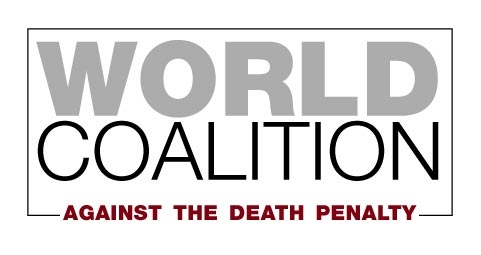 WORLD
COALITION
AGAINST THE DEATH PENALTY